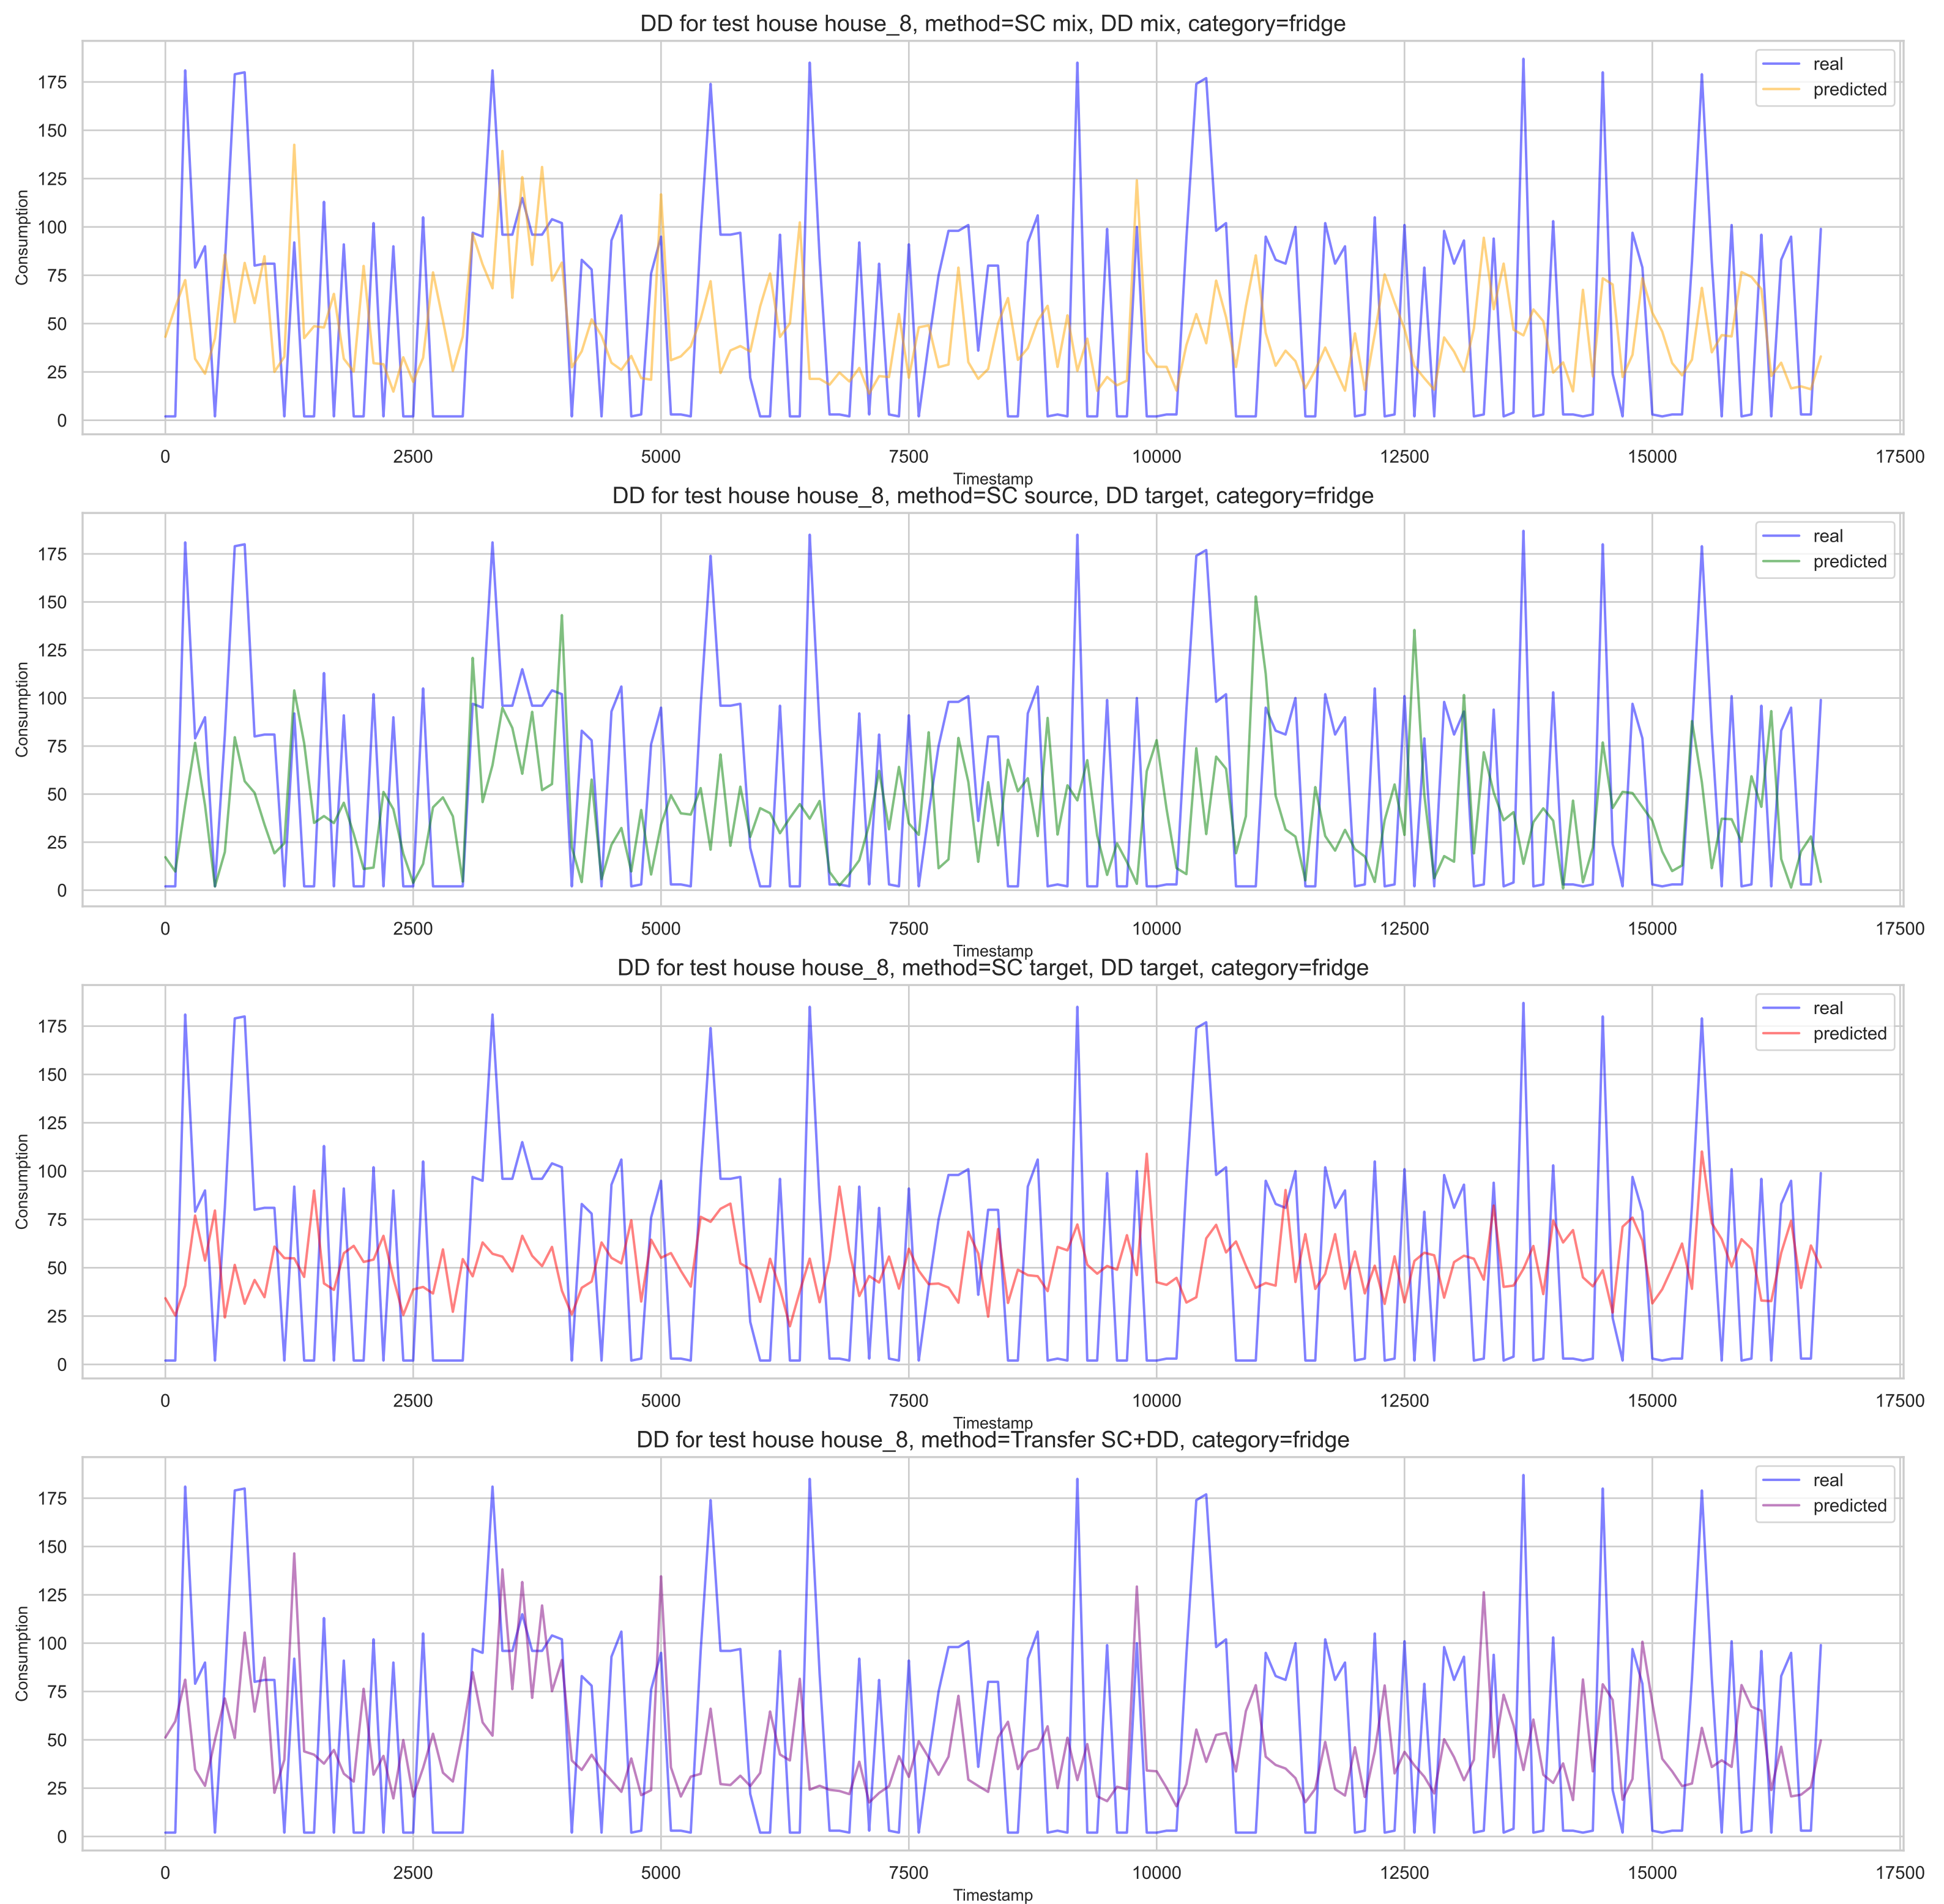 DD for test house house_8, method=SC mix, DD mix, category=fridge
real
predicted
175
150
125
100
75
50
25
0
Consumption
0 2500 5000 7500 10000 12500 15000 17500
Timestamp
DD for test house house_8, method=SC source, DD target, category=fridge
real
predicted
175
150
125
100
75
50
25
0
Consumption
0 2500 5000 7500 10000 12500 15000 17500
Timestamp
DD for test house house_8, method=SC target, DD target, category=fridge
real
predicted
175
150
125
100
75
50
25
0
Consumption
0 2500 5000 7500 10000 12500 15000 17500
Timestamp
DD for test house house_8, method=Transfer SC+DD, category=fridge
real
predicted
175
150
125
100
75
50
25
0
Consumption
0 2500 5000 7500 10000 12500 15000 17500
Timestamp